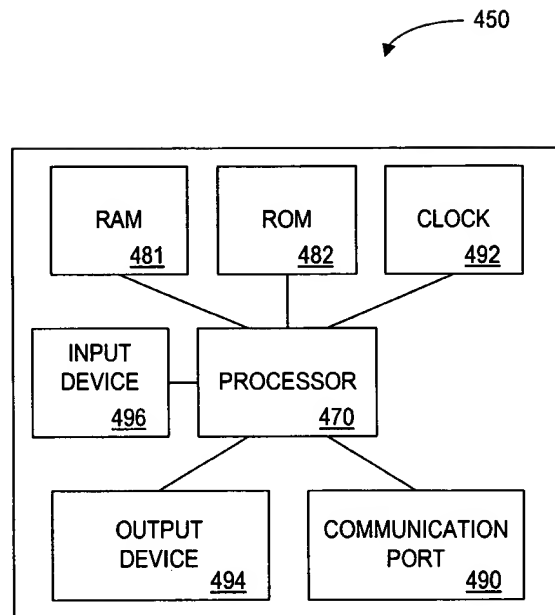 450
RAM
481
ROM
482
CLOCK
492
INPUT
DEVICE
496
PROCESSOR
470
OUTPUT
DEVICE
494
COMMUNICATION
PORT
490